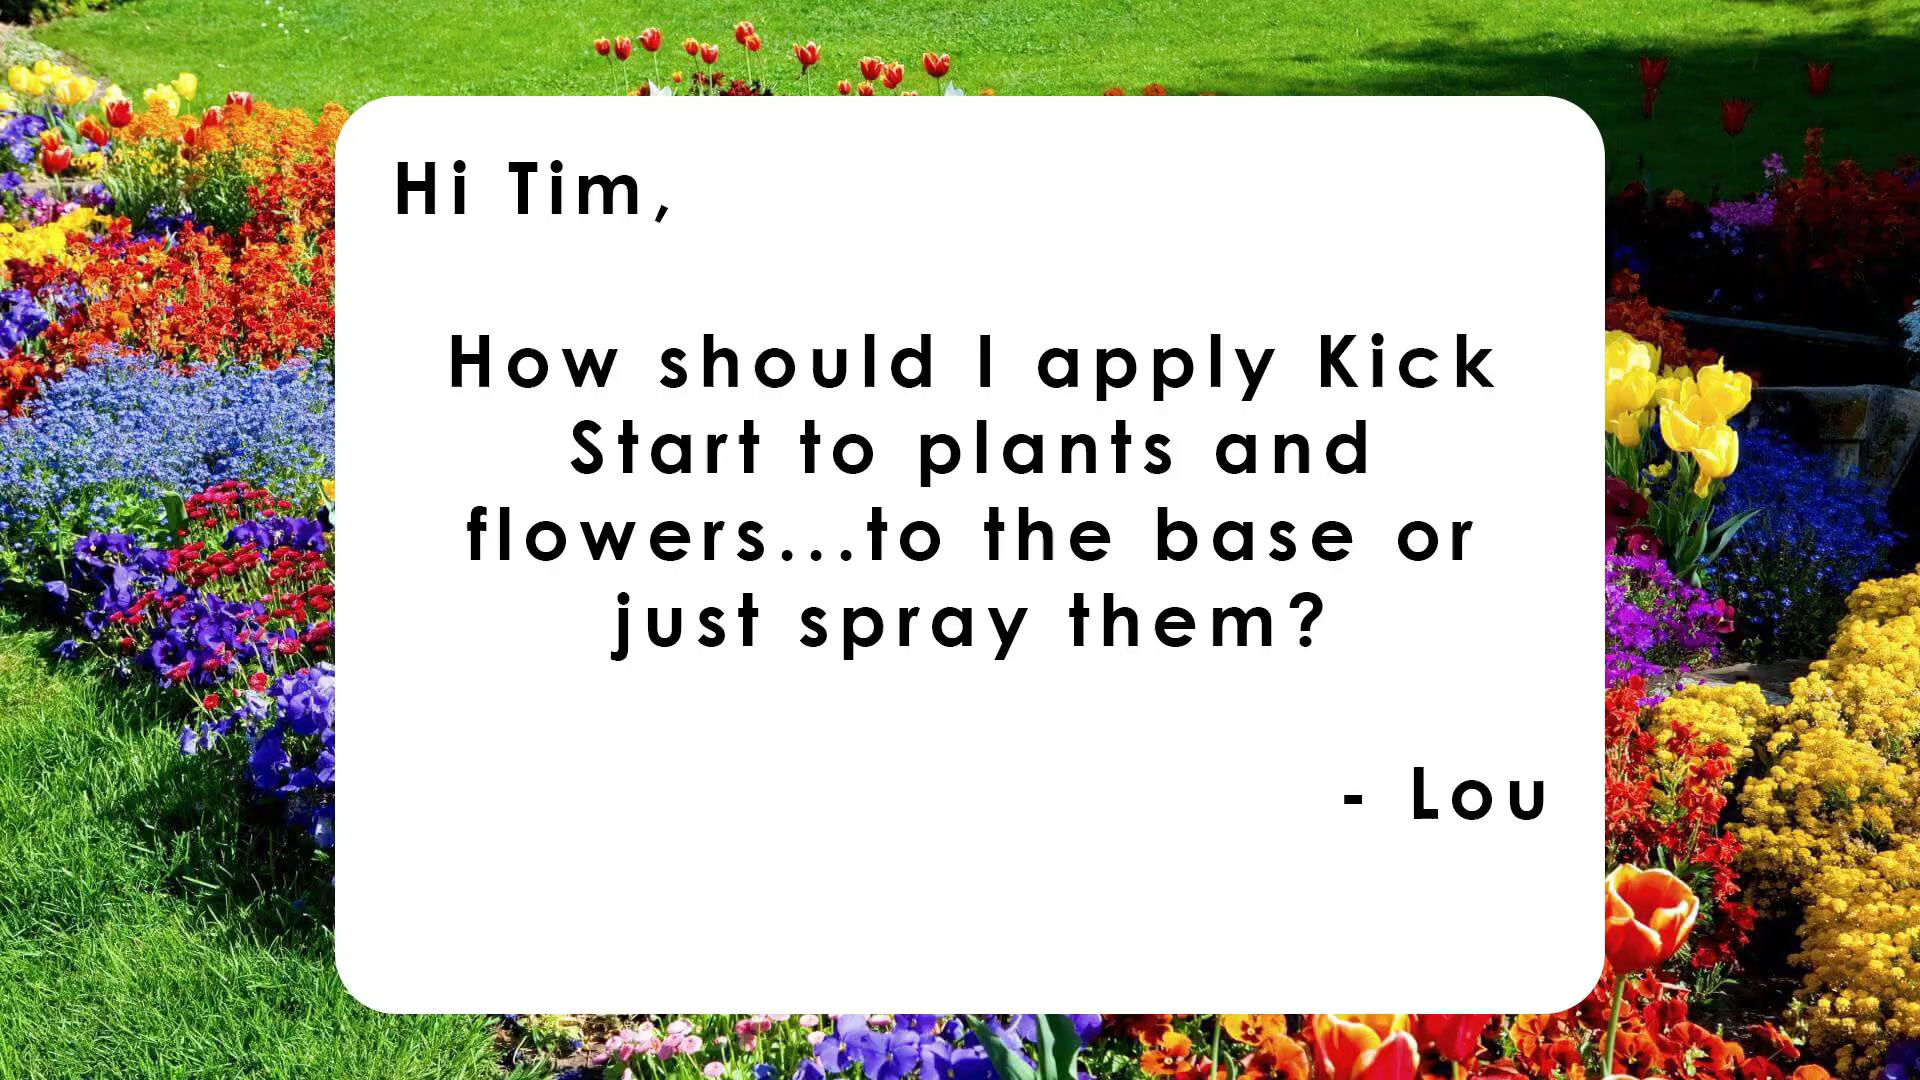 Hi Tim,
How should I apply Kick
Start to plants and
flowers...to the base or
just spray them?
- Lou